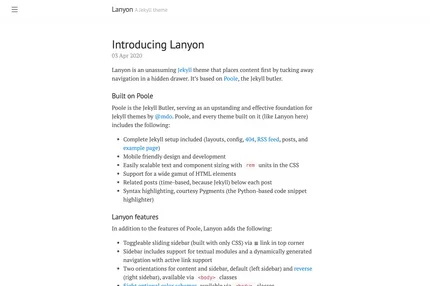 Lanyon A Jekyll theme
Introducing Lanyon
03 Apr 2020
Lanyon is an unassuming Jekyll theme that places content first by tucking away
navigation in a hidden drawer. It's based on Poole, the Jekyll butler.
Built on Poole
Poole is the Jekyll Butler, serving as an upstanding and effective foundation for
Jekyll themes by @mdo. Poole, and every theme built on it (like Lanyon here)
includes the following:
• Complete Jekyll setup included (layouts, config, 404, RSS feed, posts, and
example page)
• Mobile friendly design and development
• Easily scalable text and component sizing with rem units in the CSS
• Support for a wide gamut of HTML elements
• Related posts (time-based, because Jekyll) below each post
• Syntax highlighting, courtesy Pygments (the Python-based code snippet
highlighter)
Lanyon features
In addition to the features of Poole, Lanyon adds the following:
• Toggleable sliding sidebar (built with only CSS) via ≡ link in top corner
• Sidebar includes support for textual modules and a dynamically generated
navigation with active link support
• Two orientations for content and sidebar, default (left sidebar) and reverse
(right sidebar), available via <body> classes